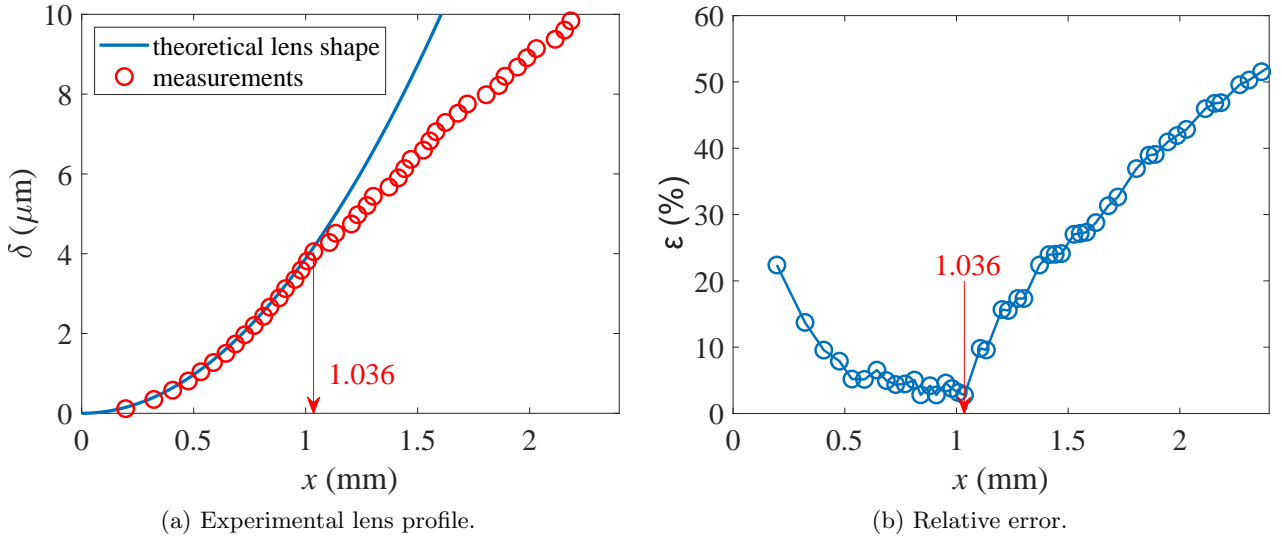 10
8
6
4
2
0
δ (μm)
theoretical lens shape
measurements
1.036
0 0.5 1 1.5 2
x (mm)
(a) Experimental lens profile.
60
50
40
30
20
10
0
ε (%)
1.036
0 0.5 1 1.5 2
x (mm)
(b) Relative error.